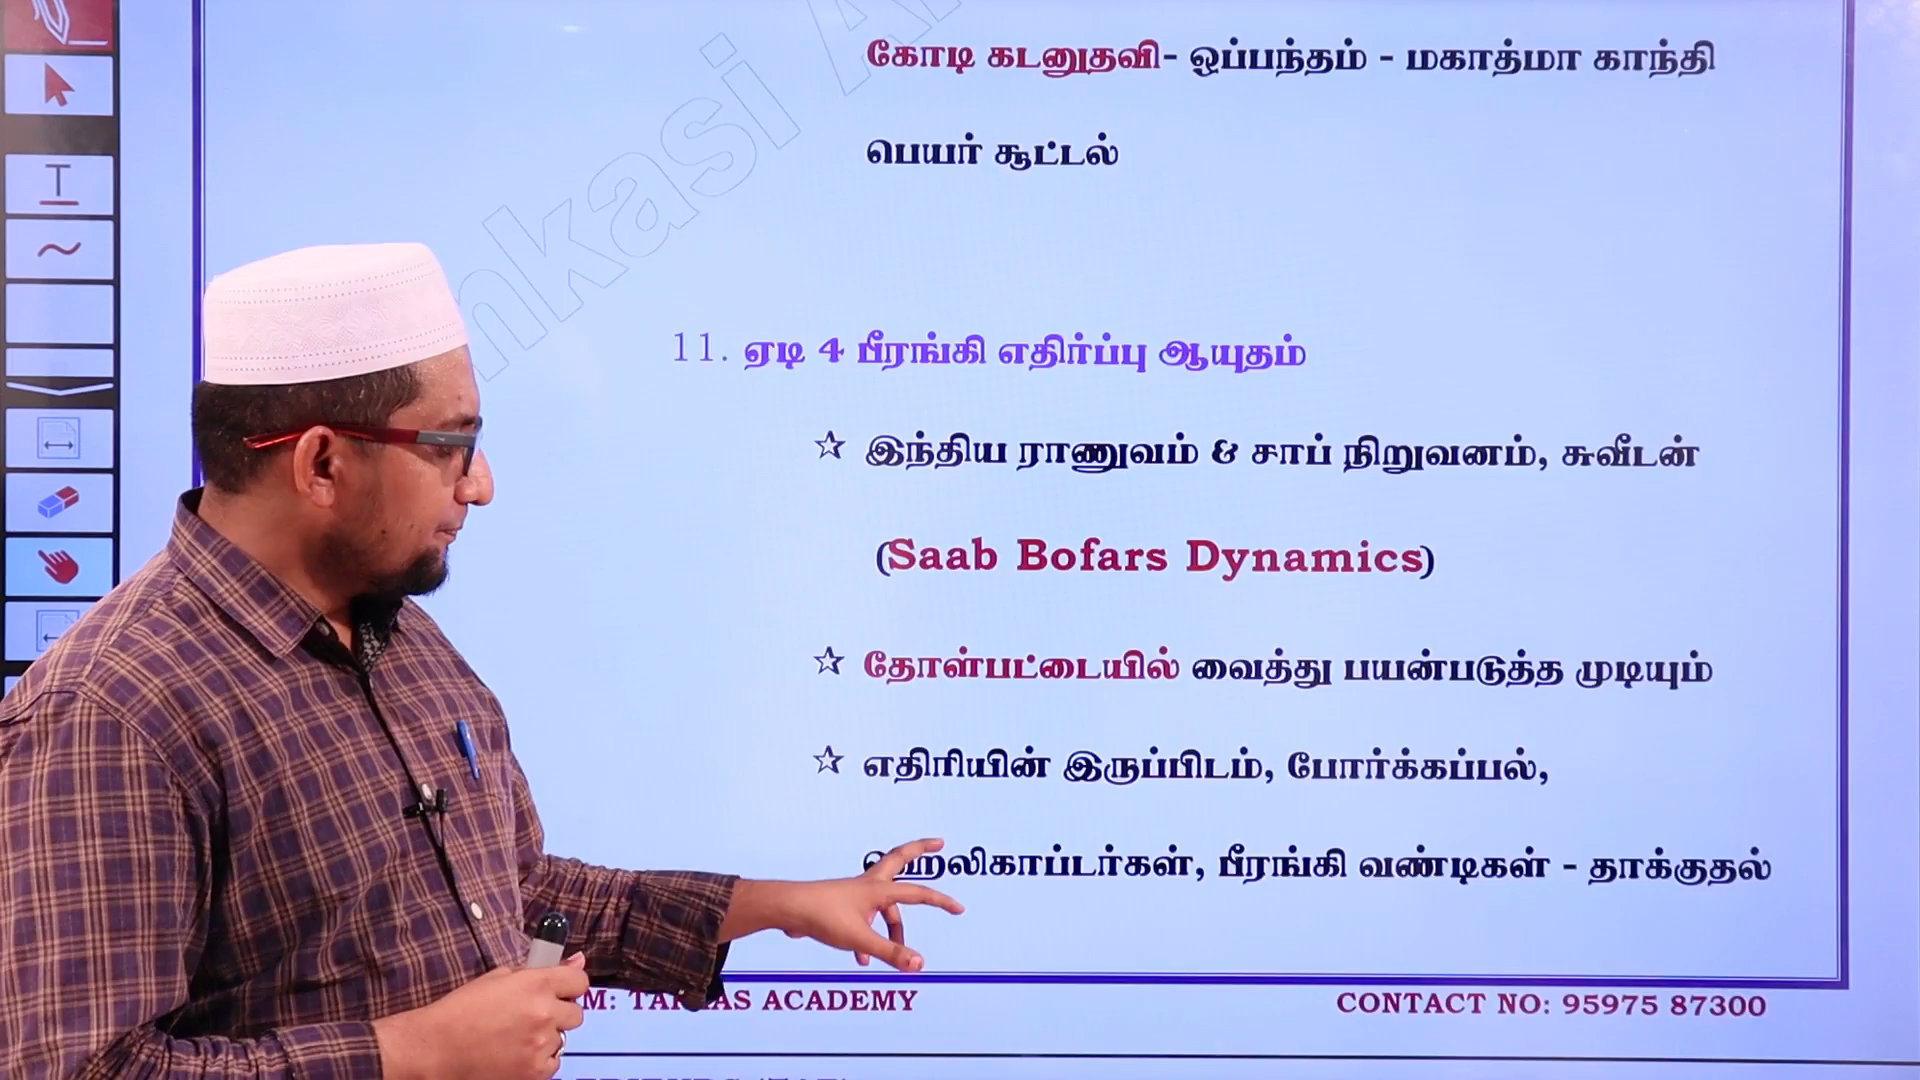 கோடி கடனுதவி- ஒப்பந்தம் - மகாத்மா காந்தி
பெயர் சூட்டல்
11. ஏடி 4 பீரங்கி எதிர்ப்பு ஆயுதம்
☆ இந்திய ராணுவம் & சாப் நிறுவனம், சுவீடன்
(Saab Bofars Dynamics)
☆ தோள்பட்டையில் வைத்து பயன்படுத்த முடியும்
☆ எதிரியின் இருப்பிடம், போர்க்கப்பல்,
ஹெலிகாப்டர்கள், பீரங்கி வண்டிகள் - தாக்குதல்
ACADEMY
CONTACT NO: 95975 87300